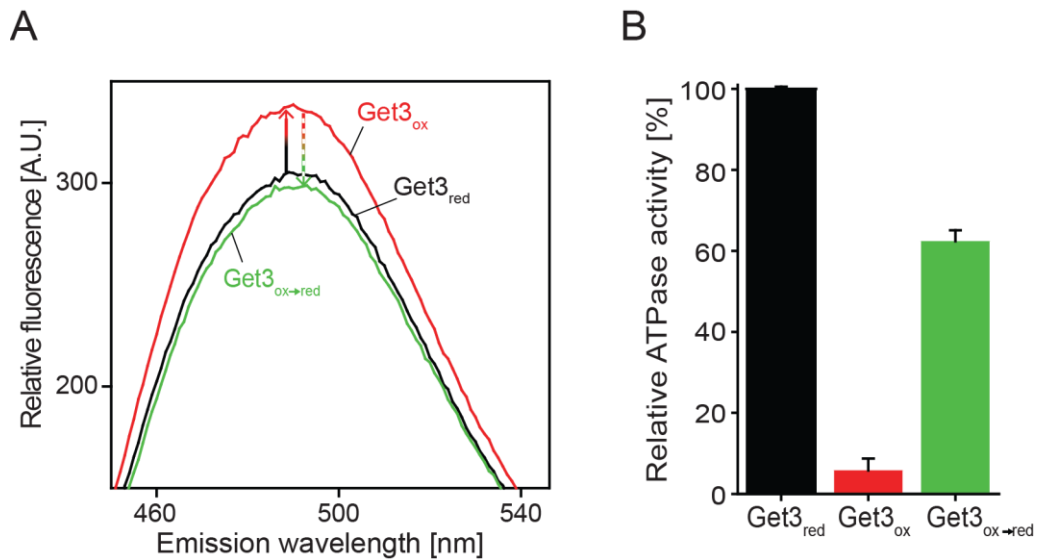 A
Relative fluorescence [A.U.]
300
200
460
500
540
Emission wavelength [nm]
Get3ox
Get3red
Get3ox→red
B
Relative ATPase activity [%]
100
80
60
40
20
0
Get3red
Get3ox
Get3ox→red